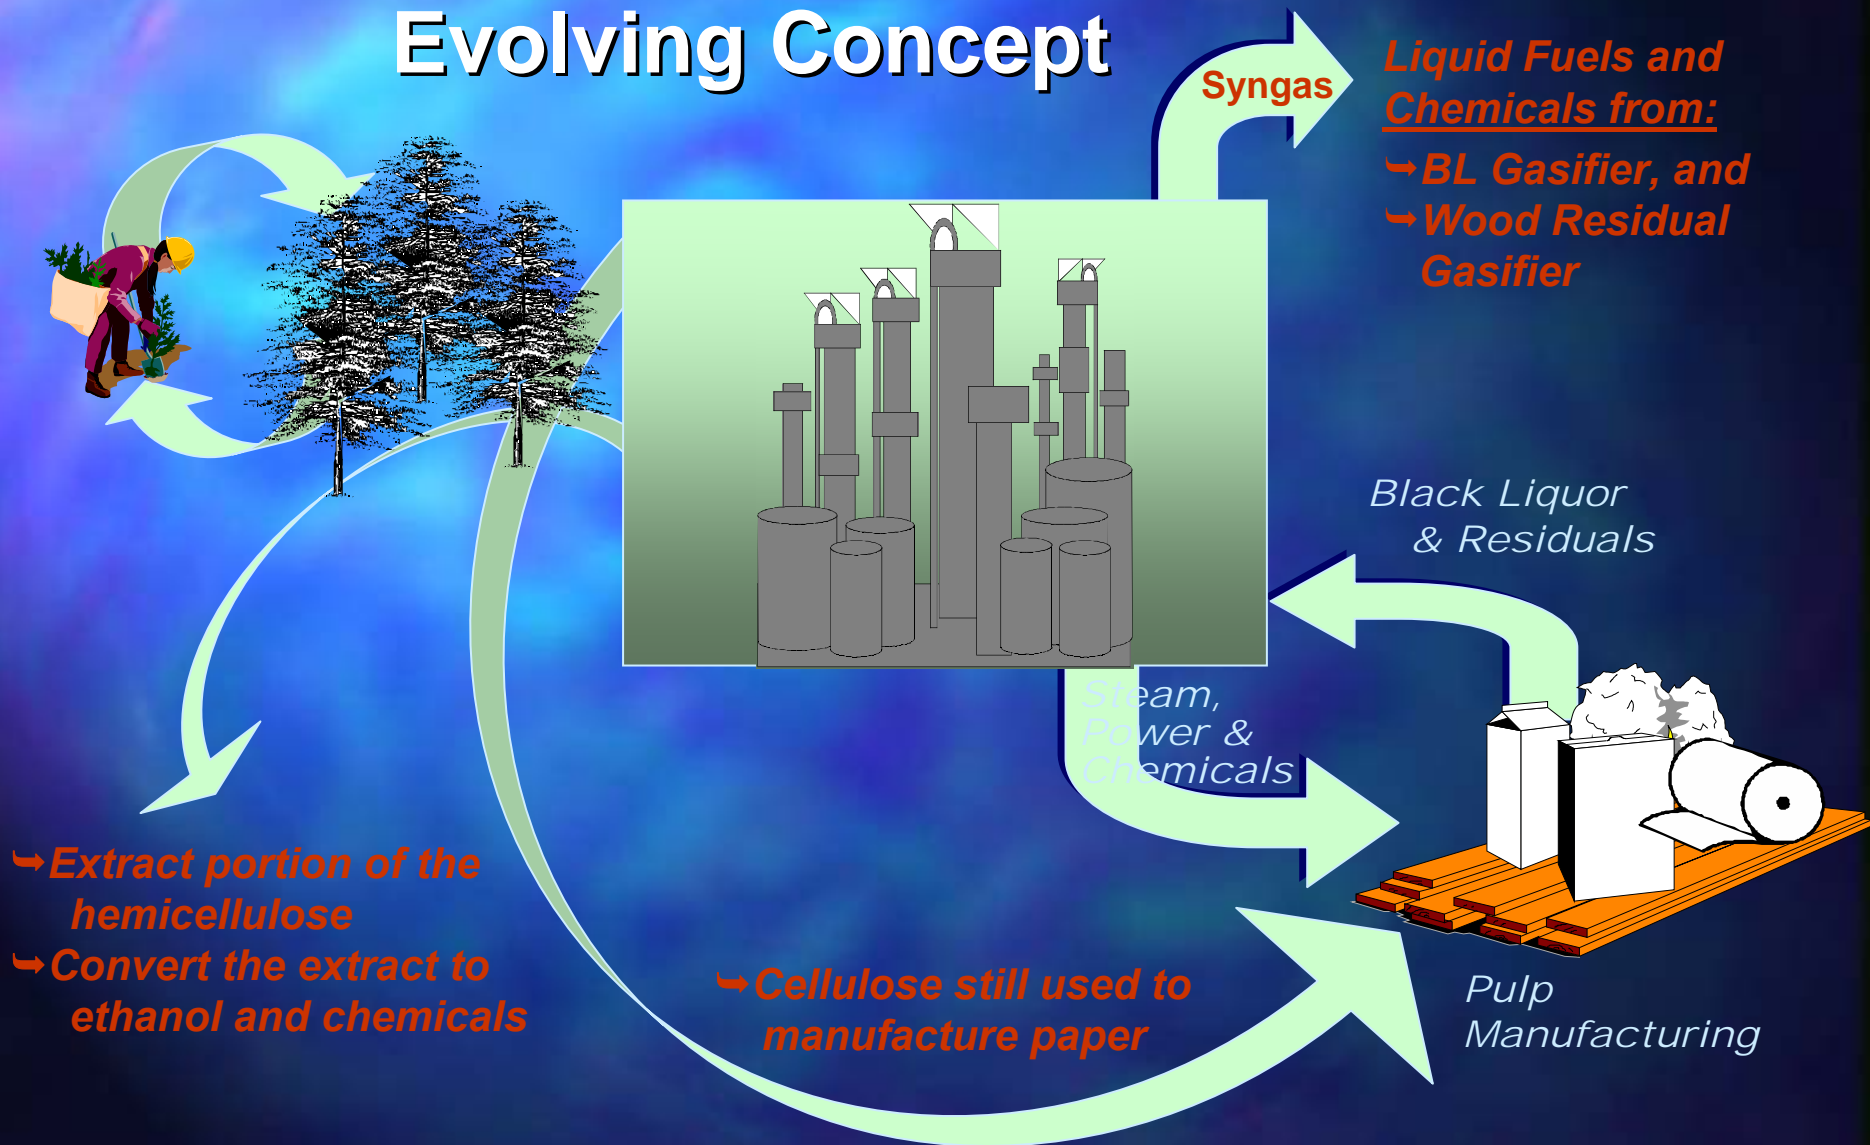 Evolving Concept
Syngas
Liquid Fuels and
Chemicals from:
➥BL Gasifier, and
➥Wood Residual
Gasifier
Black Liquor
& Residuals
Steam,
Power &
Chemicals
➥Extract portion of the
hemicellulose
➥Convert the extract to
ethanol and chemicals
➥Cellulose still used to
manufacture paper
Pulp
Manufacturing